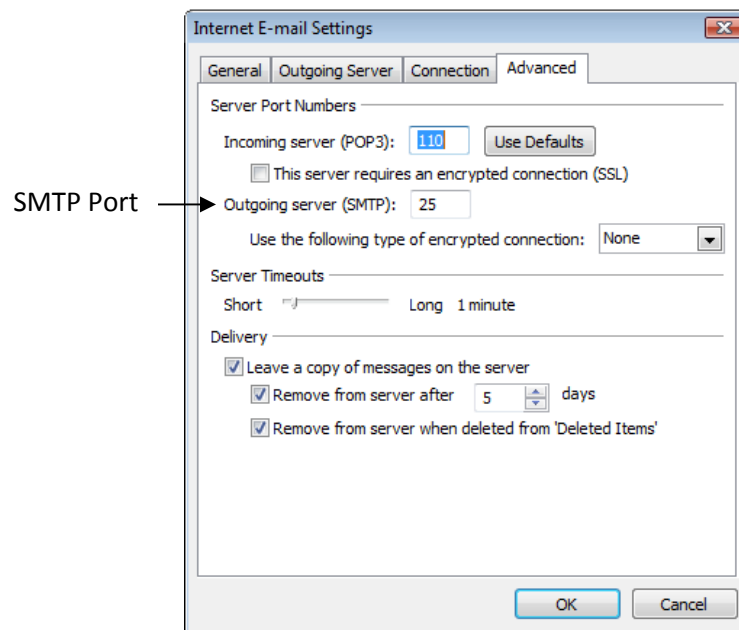 Internet E-mail Settings
General Outgoing Server Connection Advanced
Server Port Numbers
Incoming server (POP3): 110 Use Defaults
This server requires an encrypted connection (SSL)
SMTP Port Outgoing server (SMTP): 25
Use the following type of encrypted connection: None
Server Timeouts
Short Long 1 minute
Delivery
Leave a copy of messages on the server
Remove from server after 5 days
Remove from server when deleted from 'Deleted Items'
OK Cancel